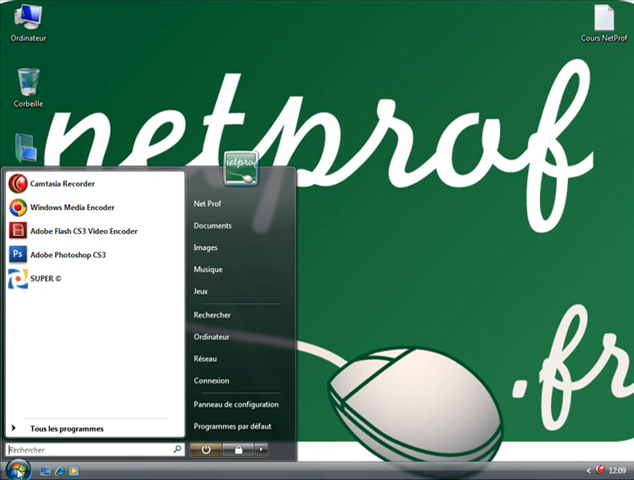 Ordinateur
Cours NetProf
Corbeille
netprof
.fr
netprof
Camtasia Recorder
Windows Media Encoder
Adobe Flash CS3 Video Encoder
Ps
Adobe Photoshop CS3
SUPER ©
Tous les programmes
Rechercher
Net Prof
Documents
Images
Musique
Jeux
Rechercher
Ordinateur
Réseau
Connexion
Panneau de configuration
Programmes par défaut
12:09